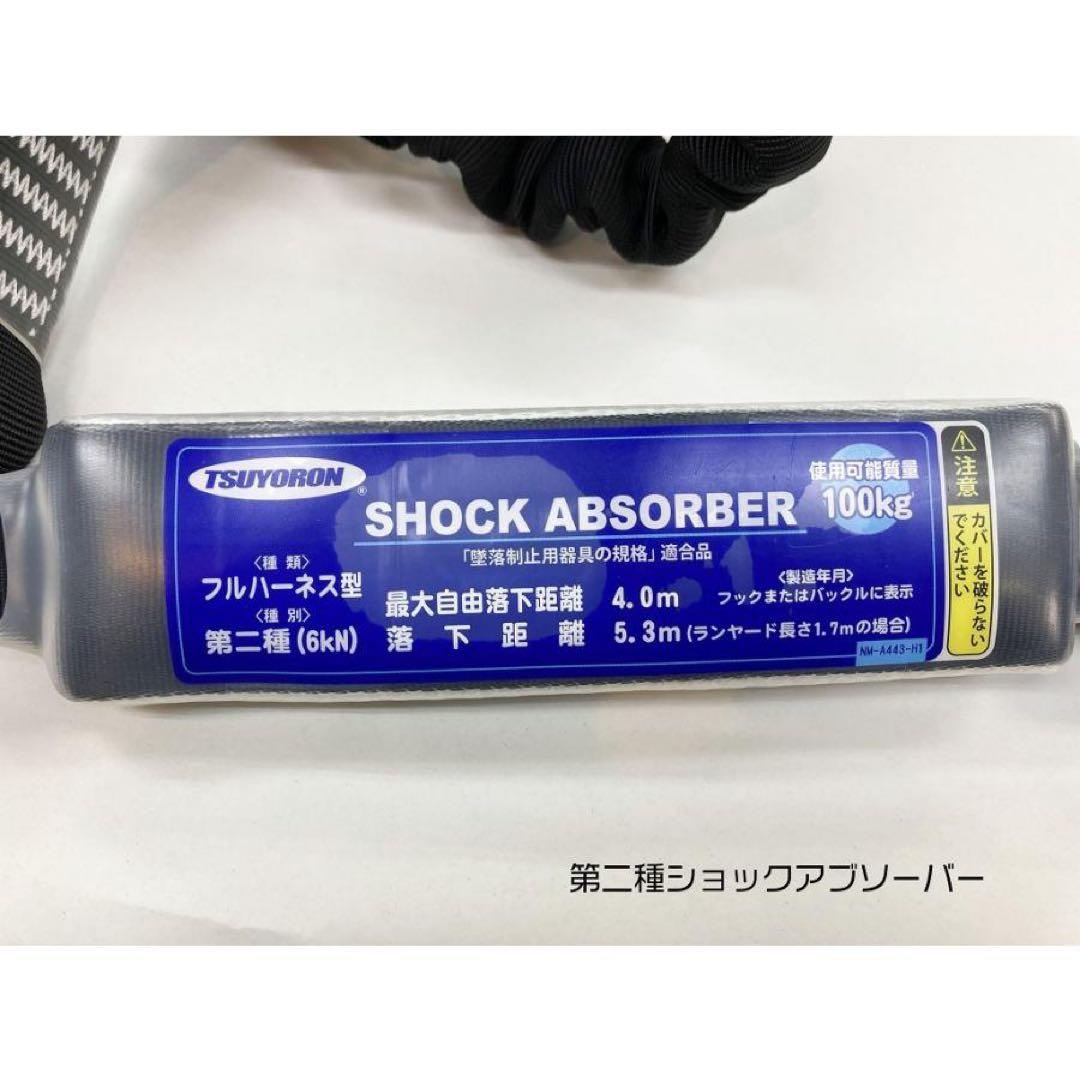 TSUYORON®
SHOCK ABSORBER
使用可能質量
100kg
「墜落制止用器具の規格」適合品
〈種類〉
フルハーネス型
〈種別〉
第二種(6kN)
最大自由落下距離 4.0m
落下距離 5.3m(ランヤード長さ1.7mの場合)
〈製造年月〉
フックまたはバックルに表示
NM-A443-H1
注意
カバーを破らない
でください
第二種ショックアブソーバー